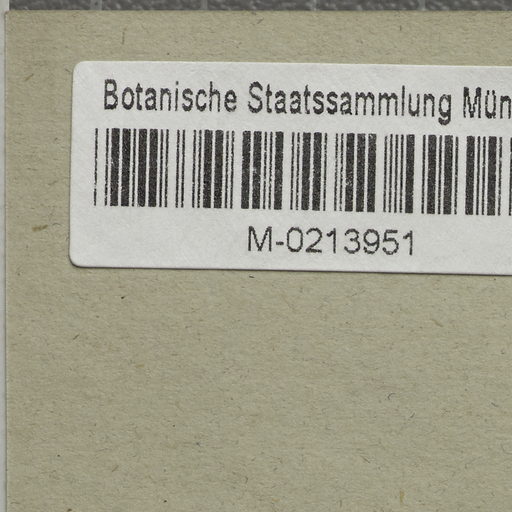 Botanische Staatssammlung Mün
M-0213951